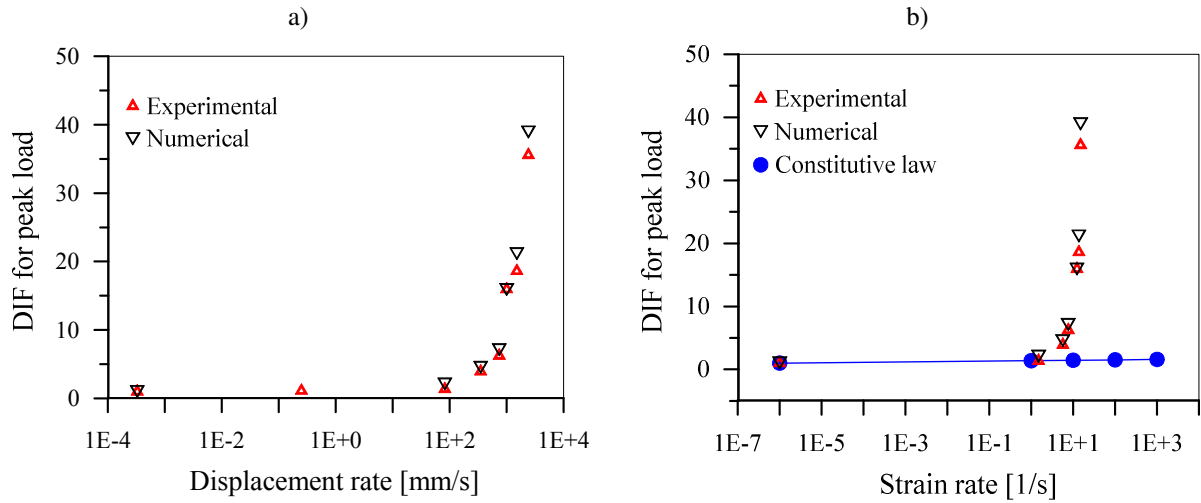 a)
50
40
30
20
10
0
DIF for peak load
Experimental
Numerical
1E-4
1E-2
1E+0
1E+2
1E+4
Displacement rate [mm/s]
b)
50
40
30
20
10
0
DIF for peak load
Experimental
Numerical
Constitutive law
1E-7
1E-5
1E-3
1E-1
1E+1
1E+3
Strain rate [1/s]